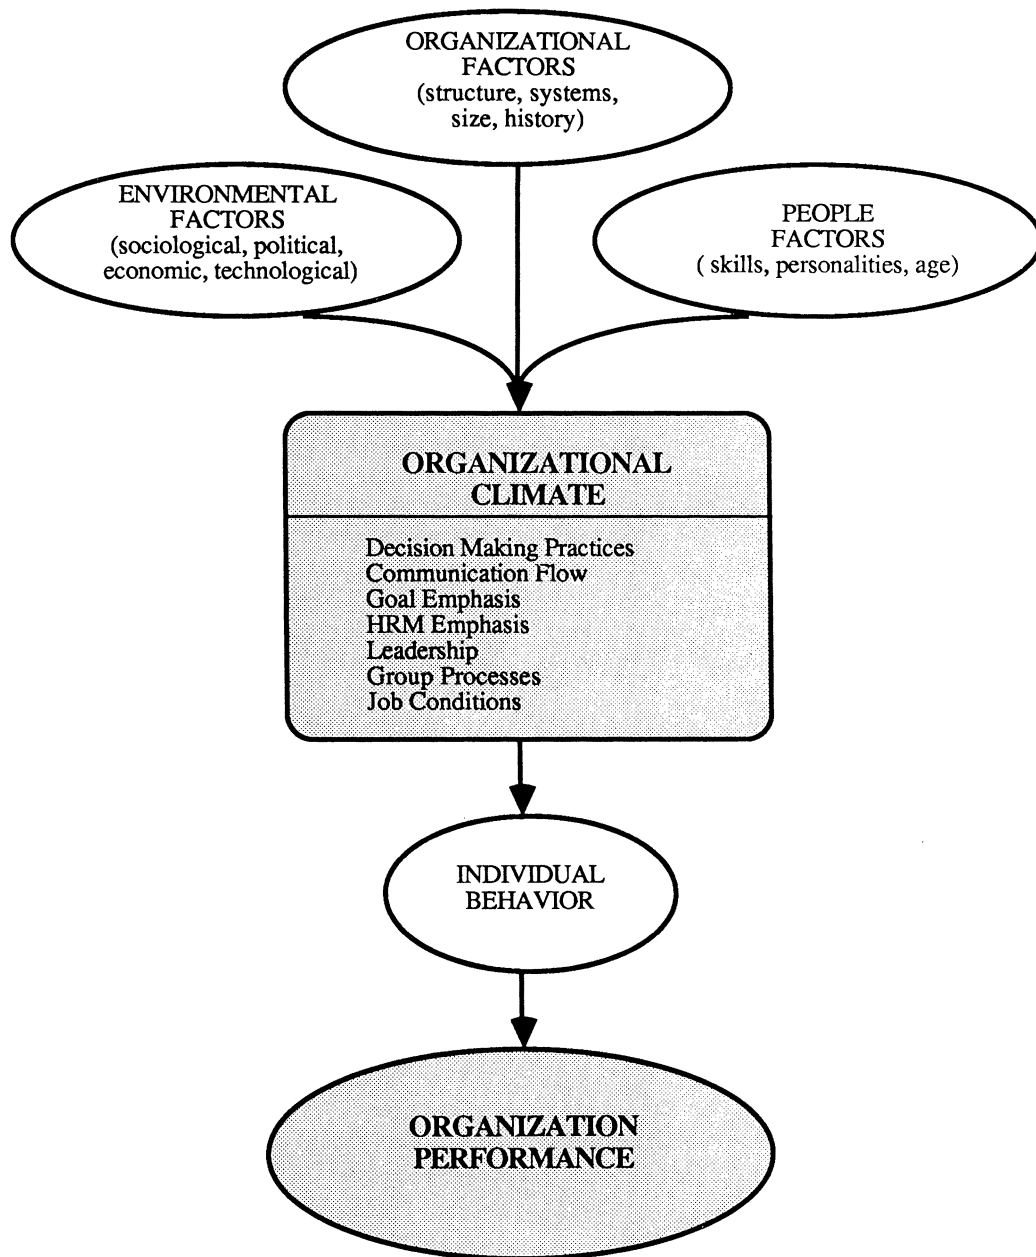 ORGANIZATIONAL
FACTORS
(structure, systems,
size, history)
ENVIRONMENTAL
FACTORS
(sociological, political,
economic, technological)
PEOPLE
FACTORS
( skills, personalities, age)
ORGANIZATIONAL
CLIMATE
Decision Making Practices
Communication Flow
Goal Emphasis
HRM Emphasis
Leadership
Group Processes
Job Conditions
INDIVIDUAL
BEHAVIOR
ORGANIZATION
PERFORMANCE